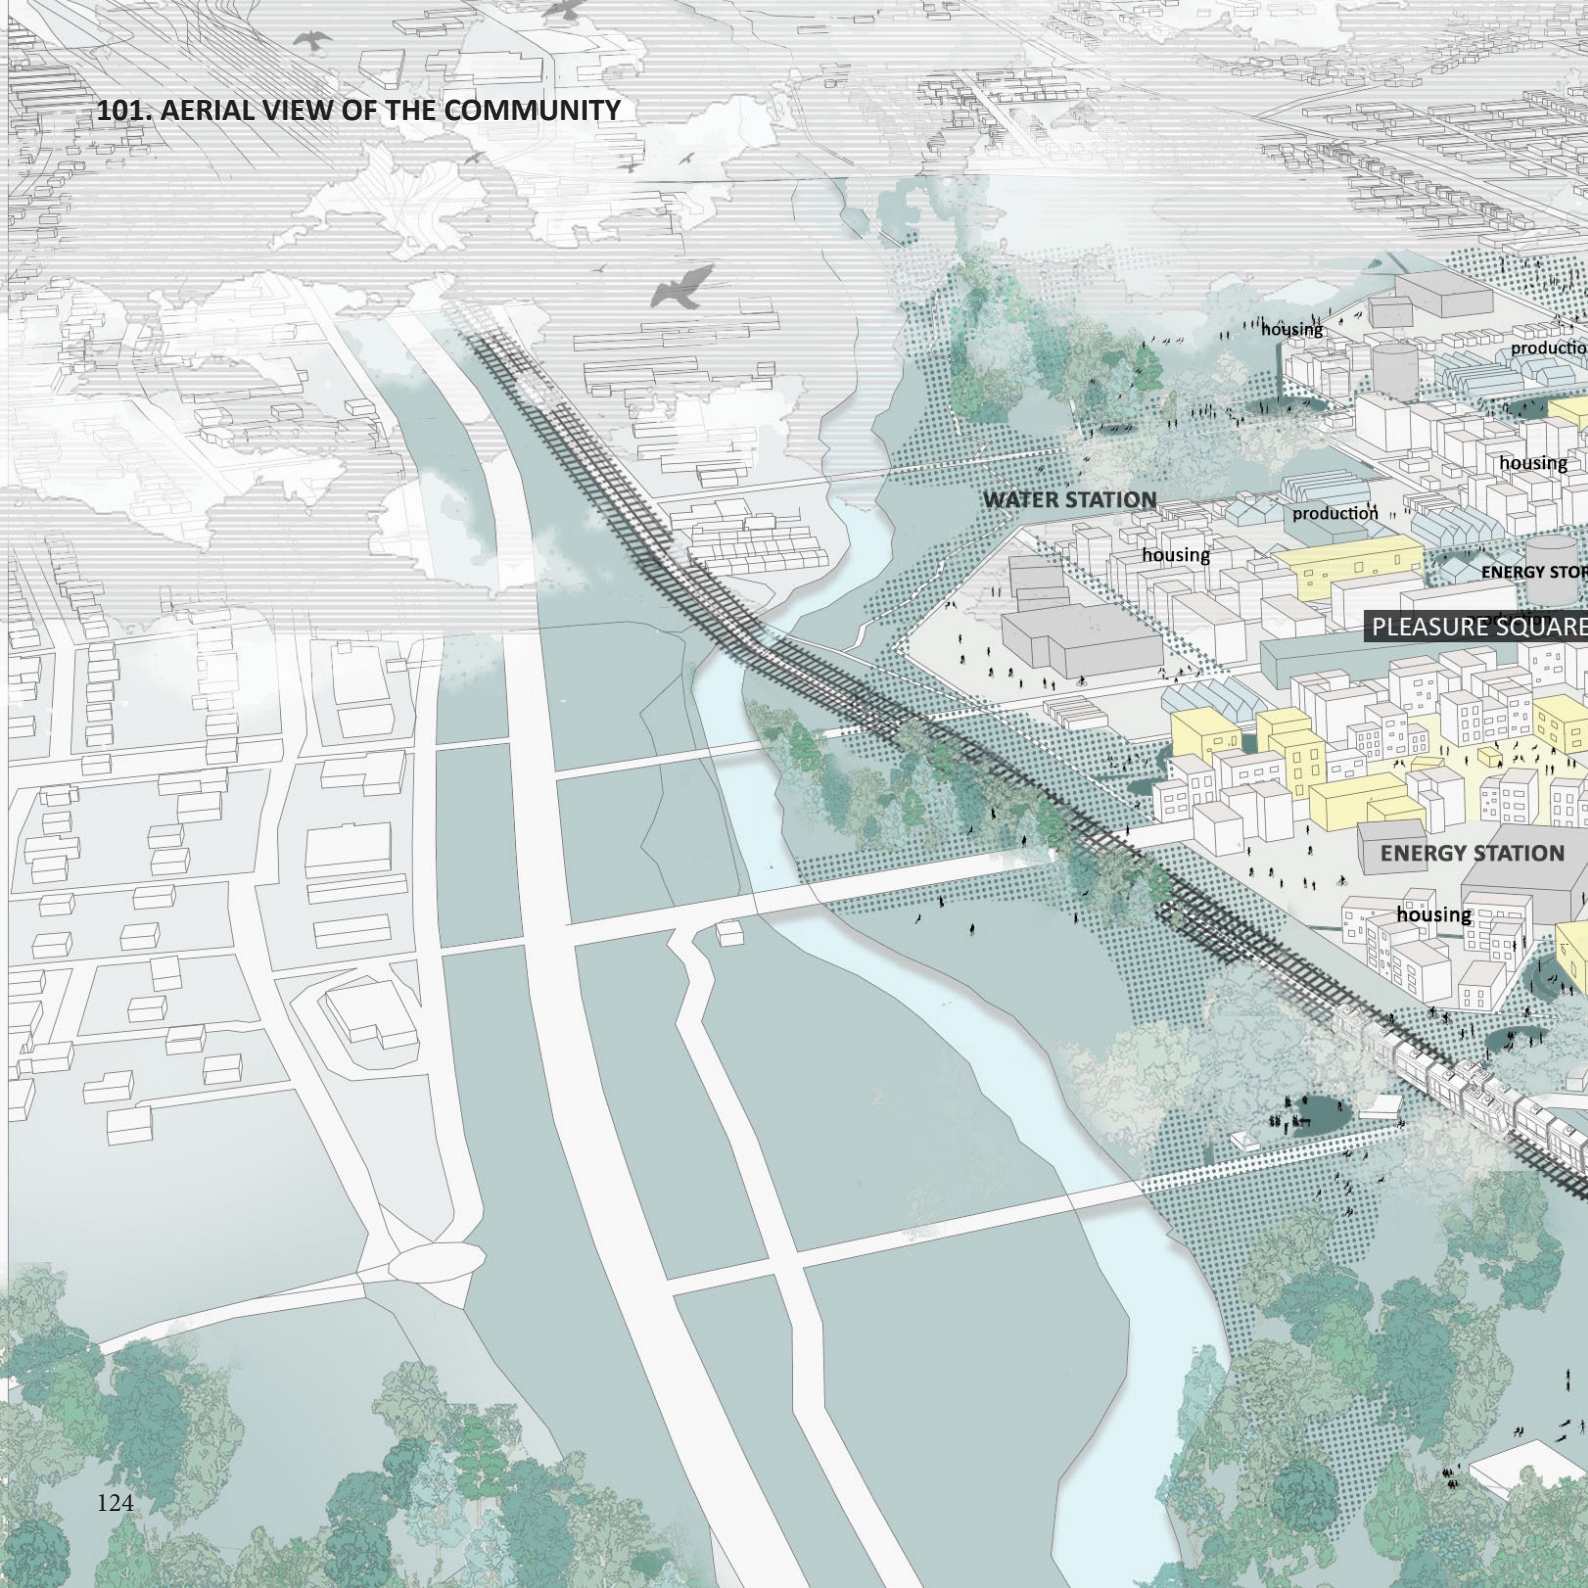 101. AERIAL VIEW OF THE COMMUNITY
housing
productio
housing
WATER STATION
production
housing
ENERGY STOR
PLEASURE SQUARE
ENERGY STATION
housing
124